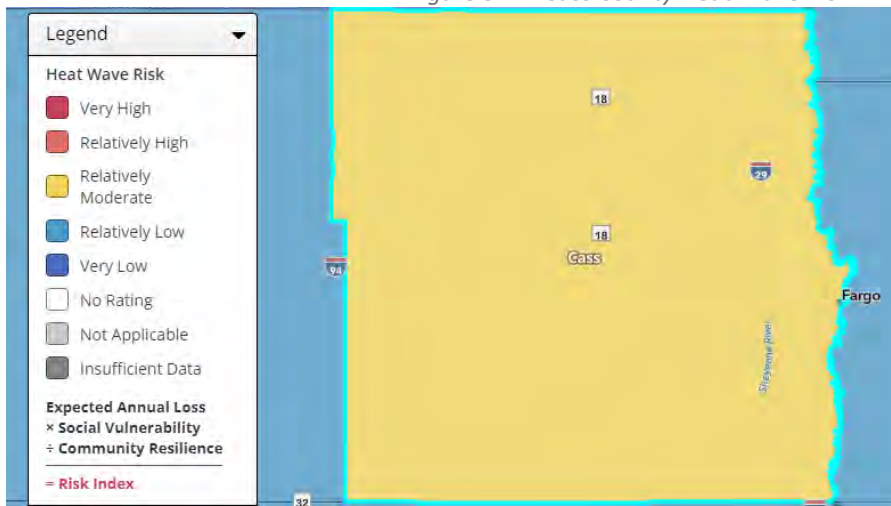 Legend
Heat Wave Risk
Very High
Relatively High
Relatively
Moderate
Relatively Low
Very Low
No Rating
Not Applicable
Insufficient Data
Expected Annual Loss
× Social Vulnerability
÷ Community Resilience
= Risk Index
18
29
18
Cass
94
Fargo
Sheyenne River
32